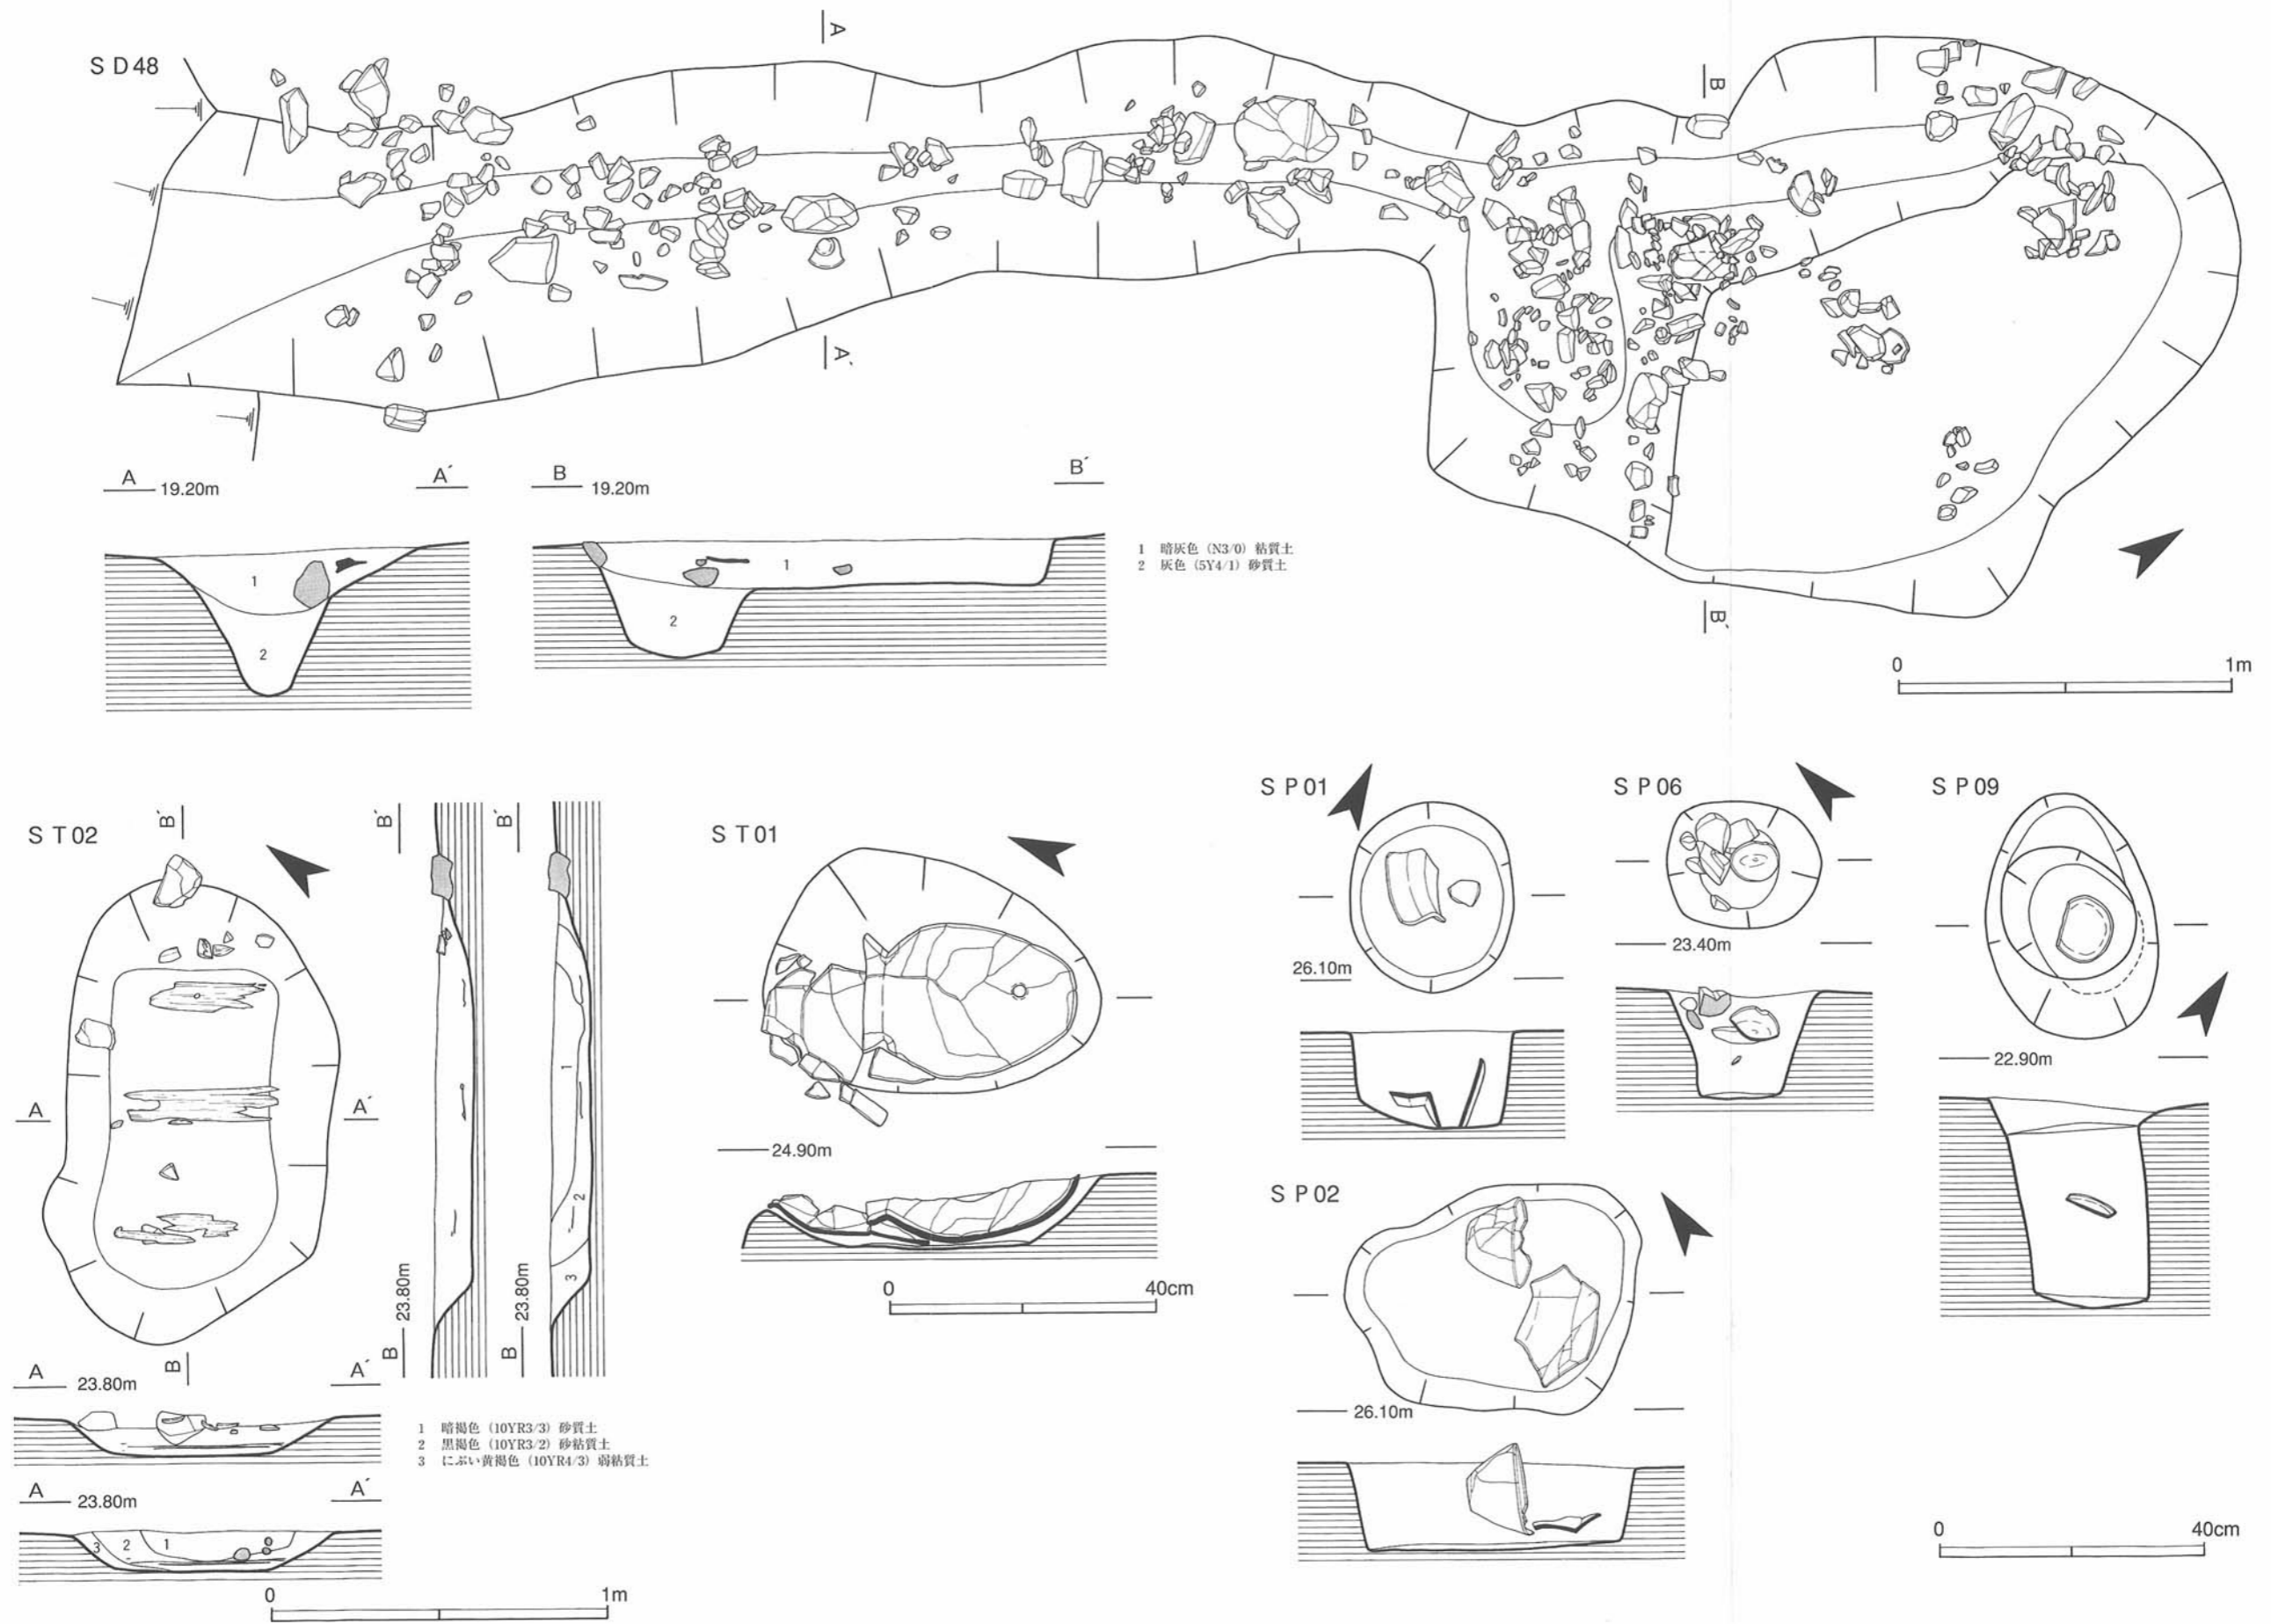 SD48
A
A´
B
B´
A 19.20m A´
B 19.20m B´
1
2
1
2
1 暗灰色 (N3/0) 粘質土
2 灰色 (5Y4/1) 砂質土
0 1m
ST02
B´
A A´
B
B´
B 23.80m
B´
1
2
3
B 23.80m
A 23.80m A´
A 23.80m A´
3 2 1
1 暗褐色 (10YR3/3) 砂質土
2 黒褐色 (10YR3/2) 砂粘質土
3 にぶい黄褐色 (10YR4/3) 弱粘質土
0 1m
ST01
24.90m
0 40cm
SP01
26.10m
SP06
23.40m
SP09
22.90m
SP02
26.10m
0 40cm